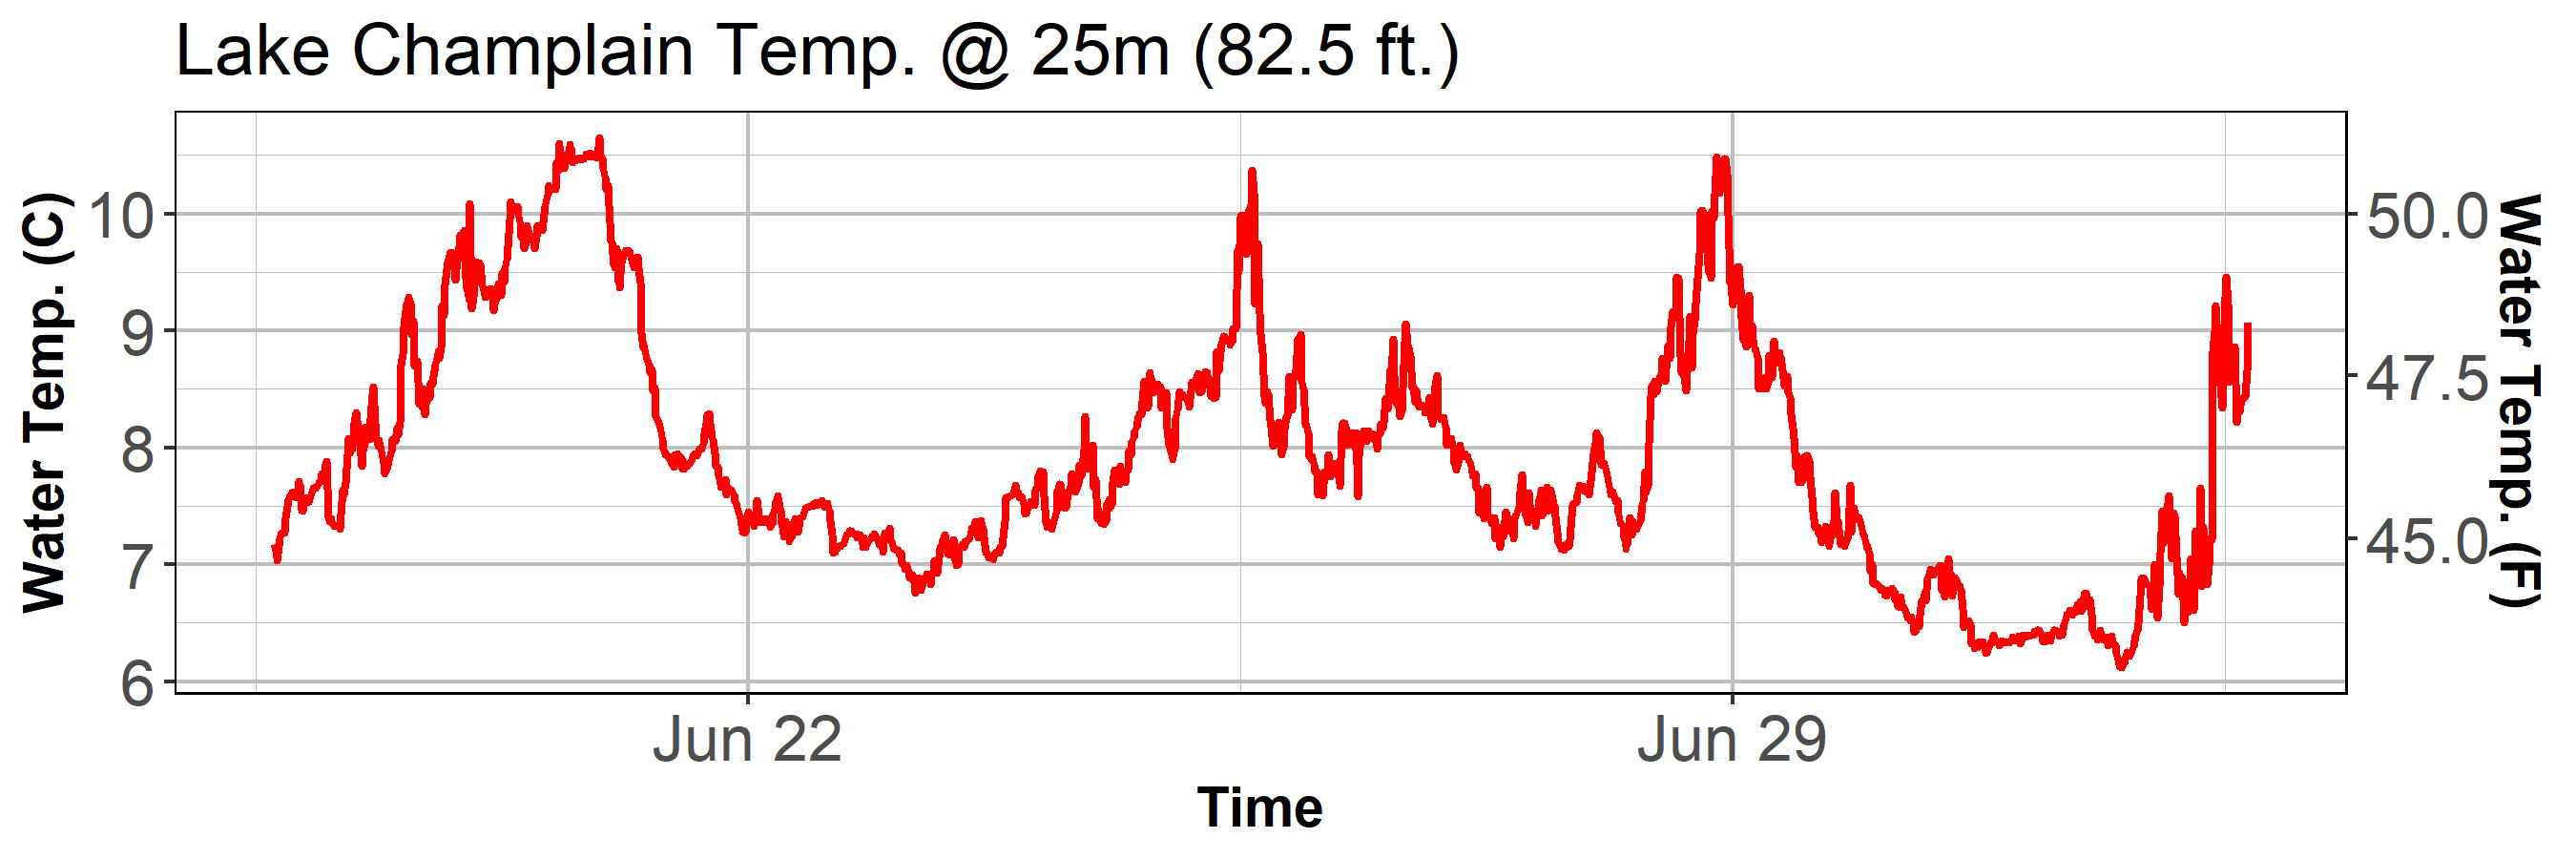 Lake Champlain Temp. @ 25m (82.5 ft.)
Water Temp. (C)
10
9
8
7
6
50.0
47.5
45.0
Water Temp. (F)
Jun 22
Jun 29
Time